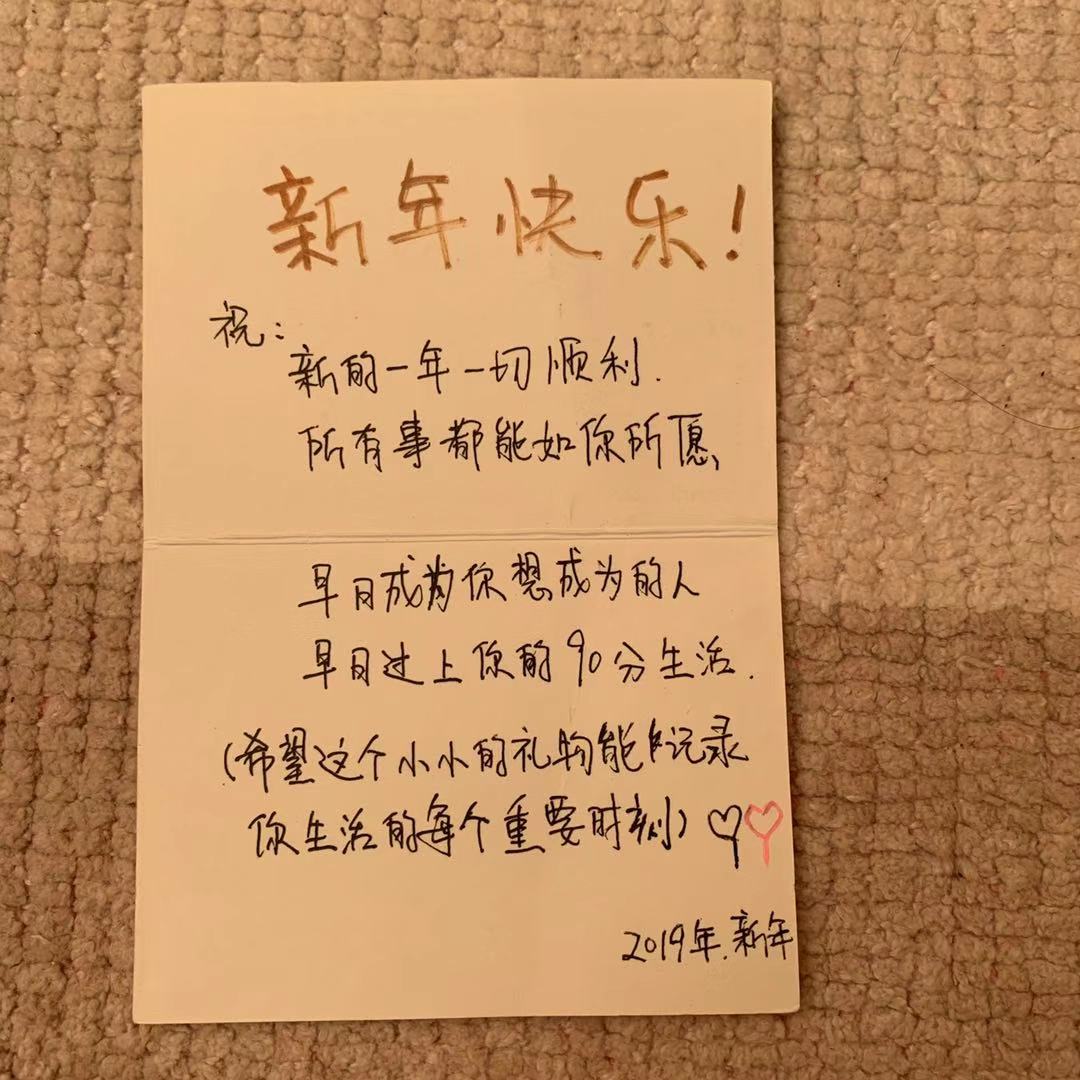 新年快乐!
祝:
新的一年一切顺利.
所有事都能如你所愿,
早日成为你想成为的人
早日过上你的90分生活.
(希望这个小小的礼物能记录
你生活的每个重要时刻)
2019年.新年